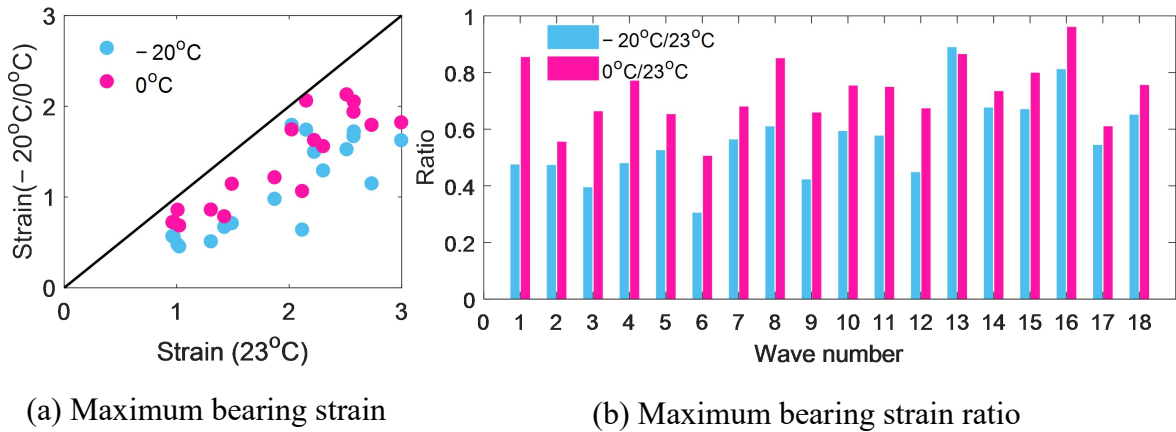 3
2
1
0
0
1
2
3
Strain(− 20°C/0°C)
− 20°C
0°C
Strain (23°C)
(a) Maximum bearing strain
1
0.8
0.6
0.4
0.2
0
Ratio
− 20°C/23°C
0°C/23°C
0 1 2 3 4 5 6 7 8 9 10 11 12 13 14 15 16 17 18
Wave number
(b) Maximum bearing strain ratio